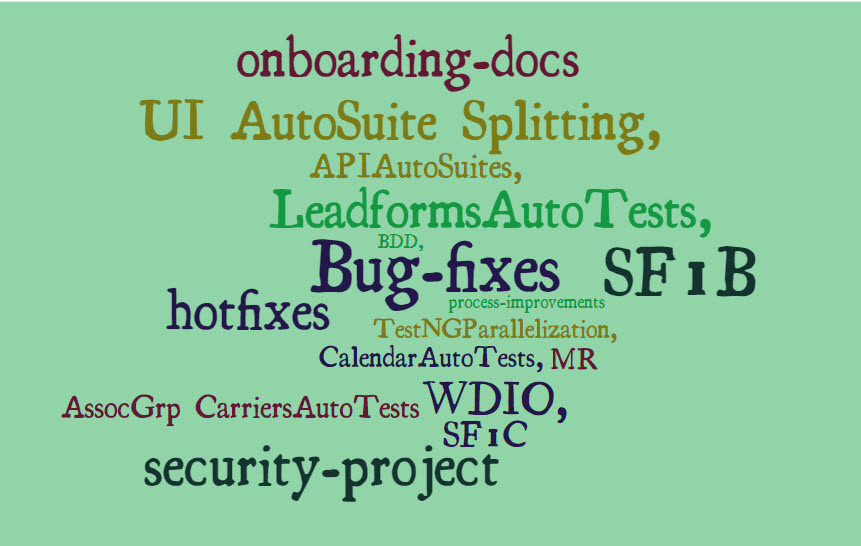 onboarding-docs
UI AutoSuite Splitting,
APIAutoSuites,
LeadformsAutoTests,
BDD,
Bug-fixes SF1B
process-improvements
hotfixes
TestNGParallelization,
CalendarAutoTests, MR
AssocGrp CarriersAutoTests WDIO,
SF1C
security-project